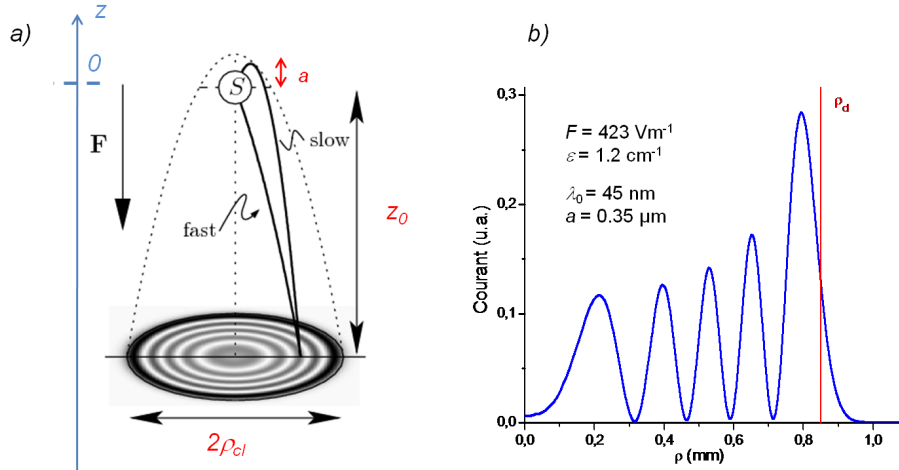 a)
z
0
a
S
F
slow
fast
z₀
2ρcl
b)
ρd
F = 423 Vm⁻¹
ε = 1.2 cm⁻¹
λ₀ = 45 nm
a = 0.35 µm
Courant (u.a.)
0,3
0,2
0,1
0,0
0,0 0,2 0,4 0,6 0,8 1,0
ρ (mm)